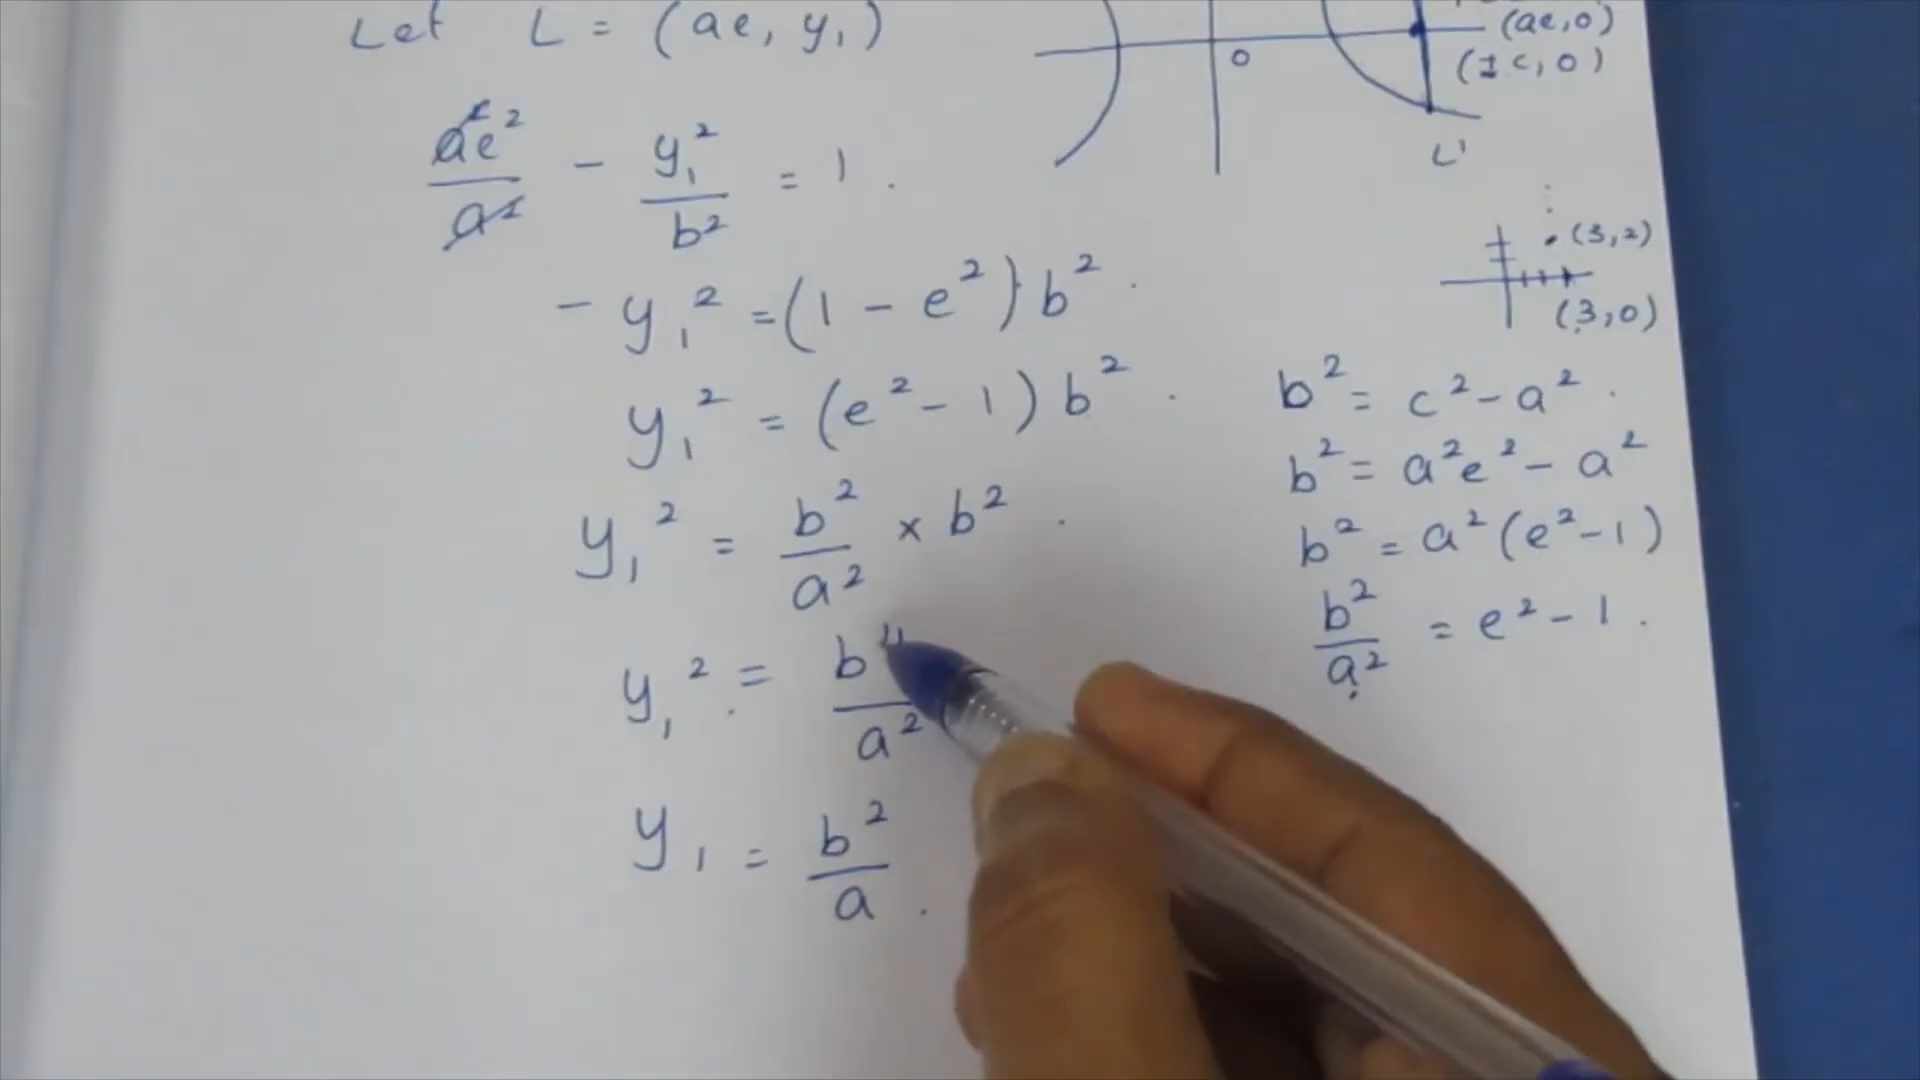 Let L = (ae, y₁)
a²e²/a² - y₁²/b² = 1.
- y₁² = (1 - e²) b².
y₁² = (e² - 1) b².
y₁² = b²/a² × b².
y₁² = b⁴/a²
y₁ = b²/a.
(ae, 0)
O
(±c, 0)
L'
(3, 2)
(3, 0)
b² = c² - a².
b² = a²e² - a²
b² = a²(e² - 1)
b²/a² = e² - 1.